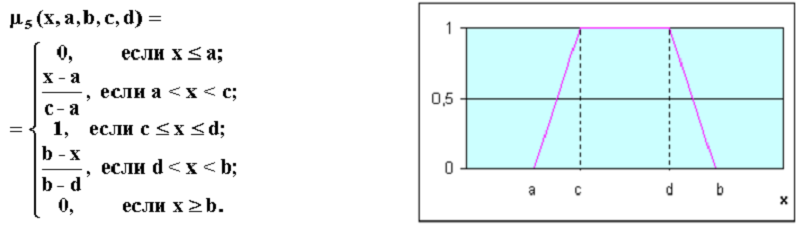 μ₅(x,a,b,c,d) =
= { 0, если x ≤ a;
(x - a)/(c - a), если a < x < c;
1, если c ≤ x ≤ d;
(b - x)/(b - d), если d < x < b;
0, если x ≥ b.
1
0,5
0
a c d b
x